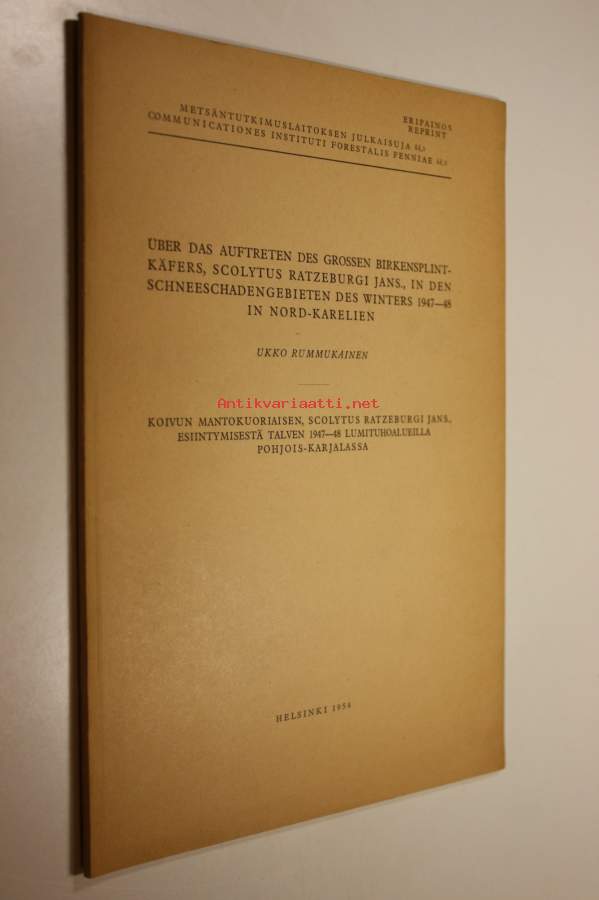 ERIPAINOS
REPRINT
METSÄNTUTKIMUSLAITOKSEN JULKAISUJA 44,3
COMMUNICATIONES INSTITUTI FORESTALIS FENNIAE 44,3
ÜBER DAS AUFTRETEN DES GROSSEN BIRKENSPLINT-
KÄFERS, SCOLYTUS RATZEBURGI JANS., IN DEN
SCHNEESCHADENGEBIETEN DES WINTERS 1947—48
IN NORD-KARELIEN
UKKO RUMMUKAINEN
Antikvariaatti.net
KOIVUN MANTOKUORIAISEN, SCOLYTUS RATZEBURGI JANS.,
ESIINTYMISESTÄ TALVEN 1947—48 LUMITUHOALUEILLA
POHJOIS-KARJALASSA
HELSINKI 1954